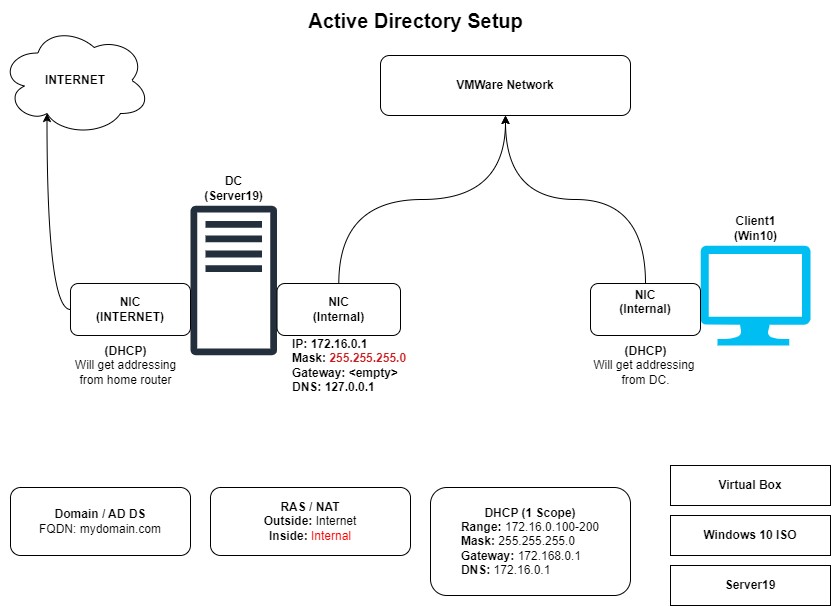 Active Directory Setup
INTERNET
VMWare Network
DC
(Server19)
Client1
(Win10)
NIC
(INTERNET)
NIC
(Internal)
NIC
(Internal)
(DHCP)
Will get addressing
from home router
IP: 172.16.0.1
Mask: 255.255.255.0
Gateway: <empty>
DNS: 127.0.0.1
(DHCP)
Will get addressing
from DC.
Domain / AD DS
FQDN: mydomain.com
RAS / NAT
Outside: Internet
Inside: Internal
DHCP (1 Scope)
Range: 172.16.0.100-200
Mask: 255.255.255.0
Gateway: 172.168.0.1
DNS: 172.16.0.1
Virtual Box
Windows 10 ISO
Server19